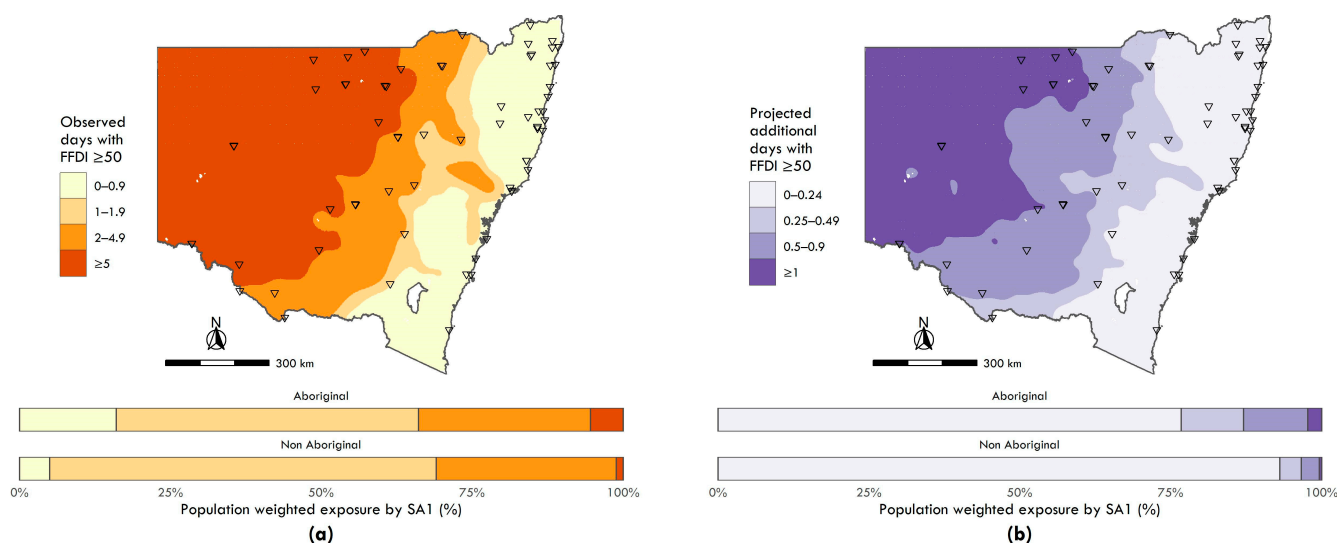 Observed
days with
FFDI ≥50
0–0.9
1–1.9
2–4.9
≥5
N
300 km
Aboriginal
Non Aboriginal
0% 25% 50% 75% 100%
Population weighted exposure by SA1 (%)
(a)
Projected
additional
days with
FFDI ≥50
0–0.24
0.25–0.49
0.5–0.9
≥1
N
300 km
Aboriginal
Non Aboriginal
0% 25% 50% 75% 100%
Population weighted exposure by SA1 (%)
(b)